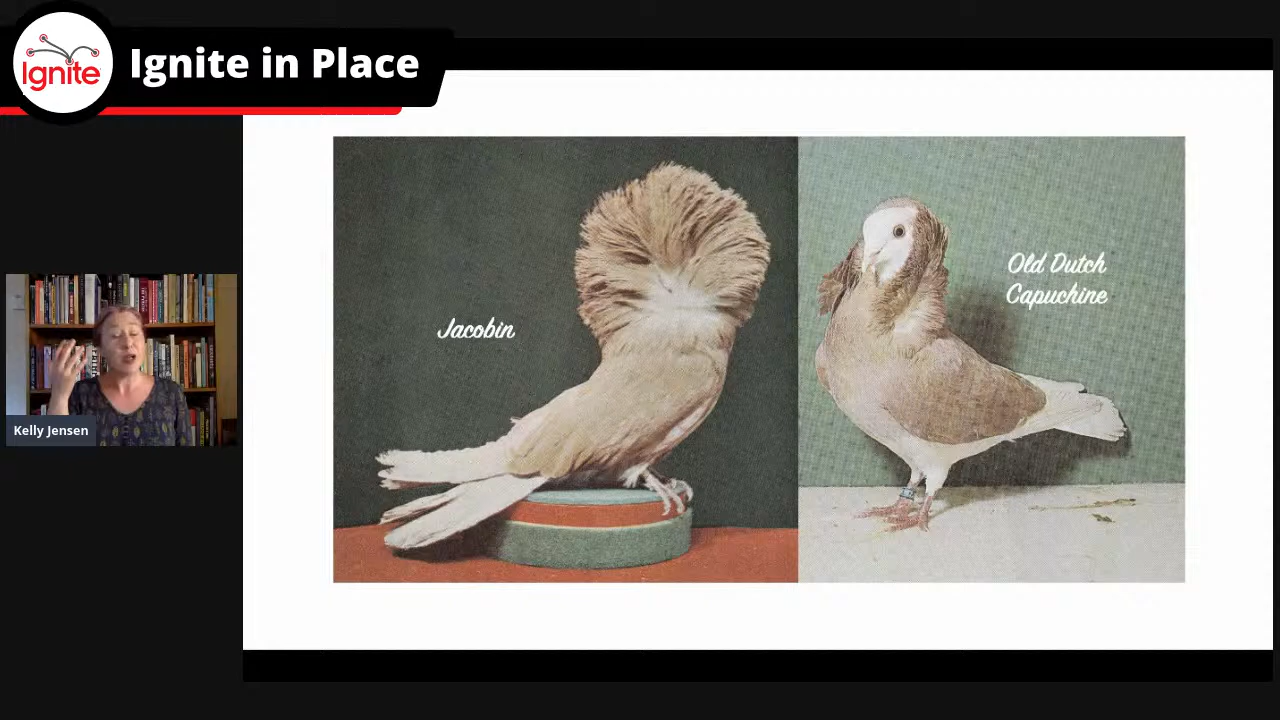 Ignite
Ignite in Place
Jacobin
Old Dutch
Capuchine
Kelly Jensen